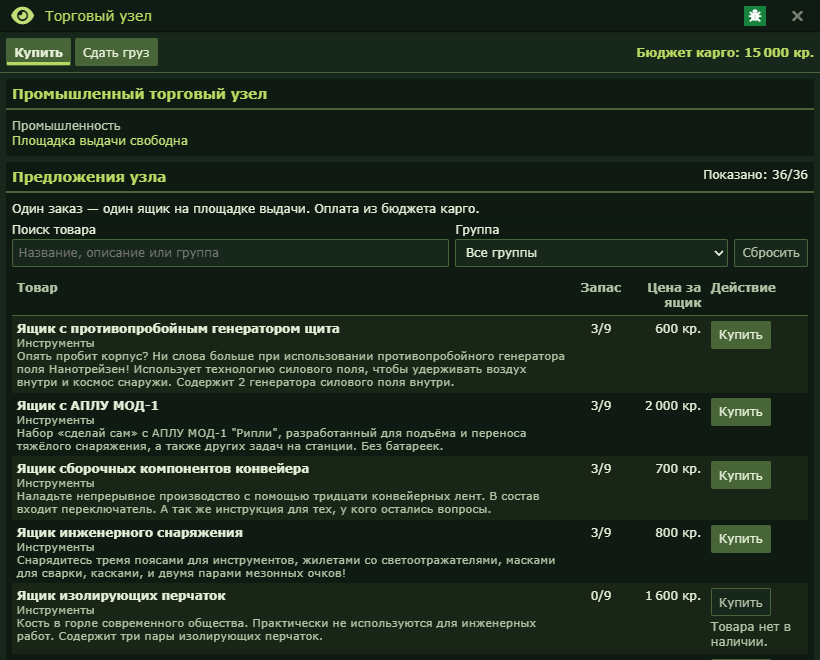 Торговый узел
Купить Сдать груз Бюджет карго: 15 000 кр.
Промышленный торговый узел
Промышленность
Площадка выдачи свободна
Предложения узла Показано: 36/36
Один заказ — один ящик на площадке выдачи. Оплата из бюджета карго.
Поиск товара Группа
Название, описание или группа Все группы Сбросить
Товар Запас Цена за ящик Действие
Ящик с противопробойным генератором щита 3/9 600 кр. Купить
Инструменты
Опять пробит корпус? Ни слова больше при использовании противопробойного генератора
поля Нанотрейзен! Использует технологию силового поля, чтобы удерживать воздух
внутри и космос снаружи. Содержит 2 генератора силового поля внутри.
Ящик с АПЛУ МОД-1 3/9 2 000 кр. Купить
Инструменты
Набор «сделай сам» с АПЛУ МОД-1 "Рипли", разработанный для подъёма и переноса
тяжёлого снаряжения, а также других задач на станции. Без батареек.
Ящик сборочных компонентов конвейера 3/9 700 кр. Купить
Инструменты
Наладьте непрерывное производство с помощью тридцати конвейерных лент. В состав
входит переключатель. А так же инструкция для тех, у кого остались вопросы.
Ящик инженерного снаряжения 3/9 800 кр. Купить
Инструменты
Снарядитесь тремя поясами для инструментов, жилетами со светоотражателями, масками
для сварки, касками, и двумя парами мезонных очков!
Ящик изолирующих перчаток 0/9 1 600 кр. Купить
Инструменты
Кость в горле современного общества. Практически не используются для инженерных
работ. Содержит три пары изолирующих перчаток.
Товара нет в
наличии.